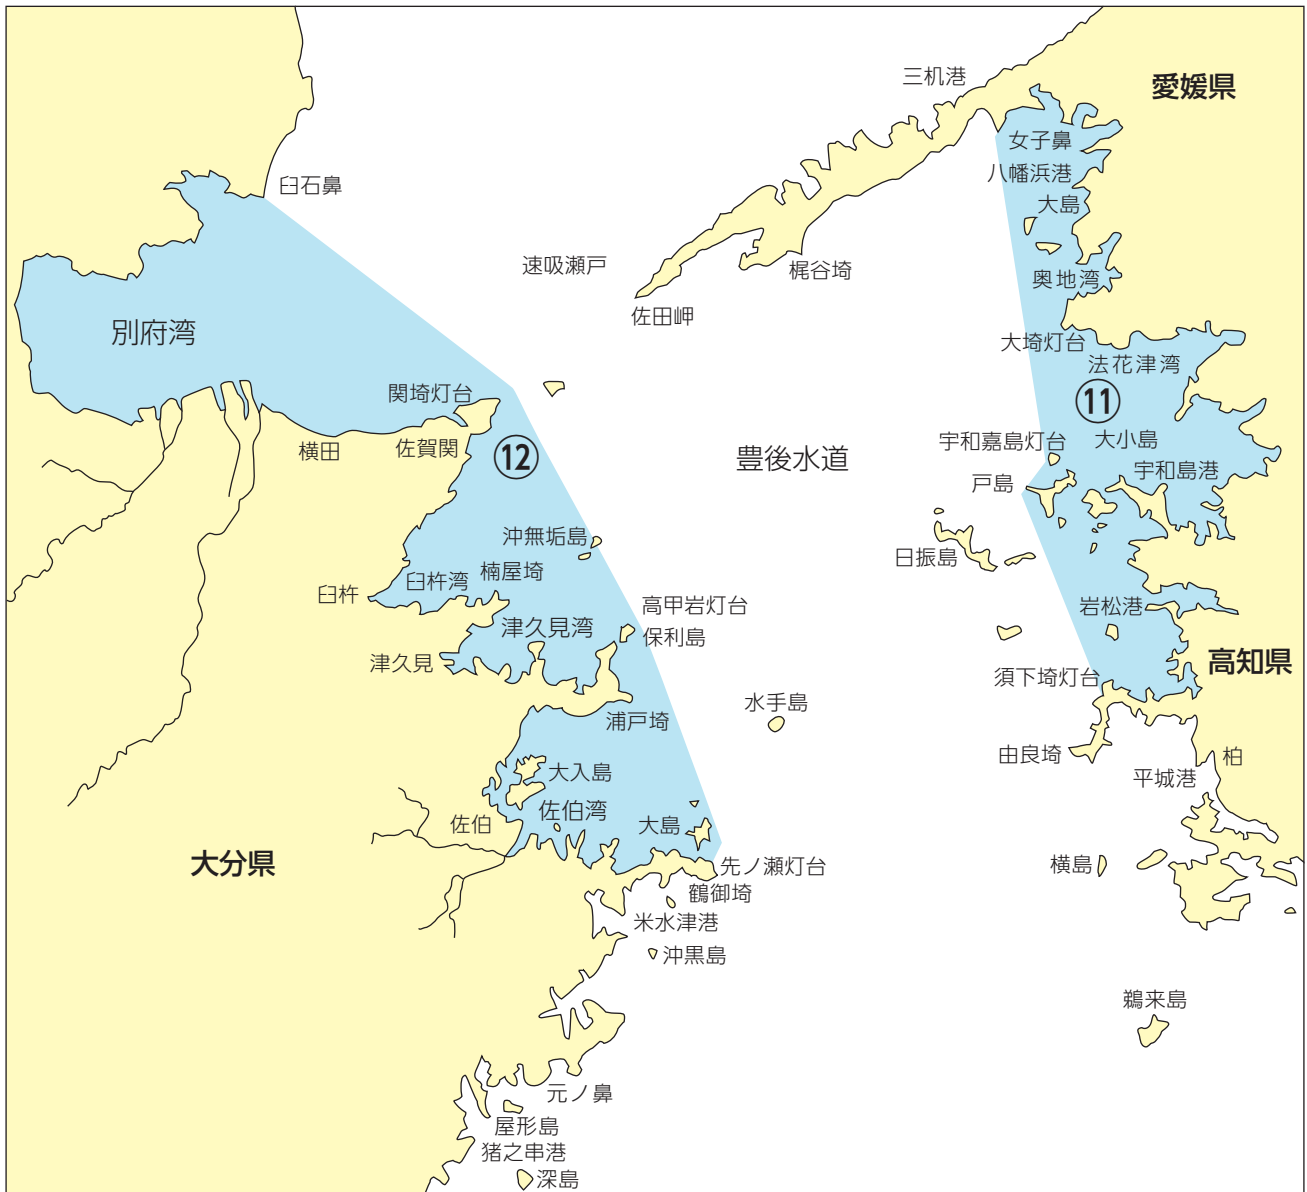 三机港
愛媛県
女子鼻
八幡浜港
臼石鼻
大島
速吸瀬戸
梶谷埼
奥地湾
佐田岬
別府湾
大埼灯台
法花津湾
関埼灯台
⑪
横田
佐賀関
⑫
豊後水道
宇和嘉島灯台
大小島
宇和島港
戸島
沖無垢島
日振島
臼杵
臼杵湾
楠屋埼
高甲岩灯台
保利島
岩松港
津久見湾
津久見
高知県
須下埼灯台
水手島
浦戸埼
由良埼
柏
平城港
大入島
佐伯湾
佐伯
大島
大分県
先ノ瀬灯台
横島
鶴御埼
米水津港
沖黒島
鵜来島
元ノ鼻
屋形島
猪之串港
深島